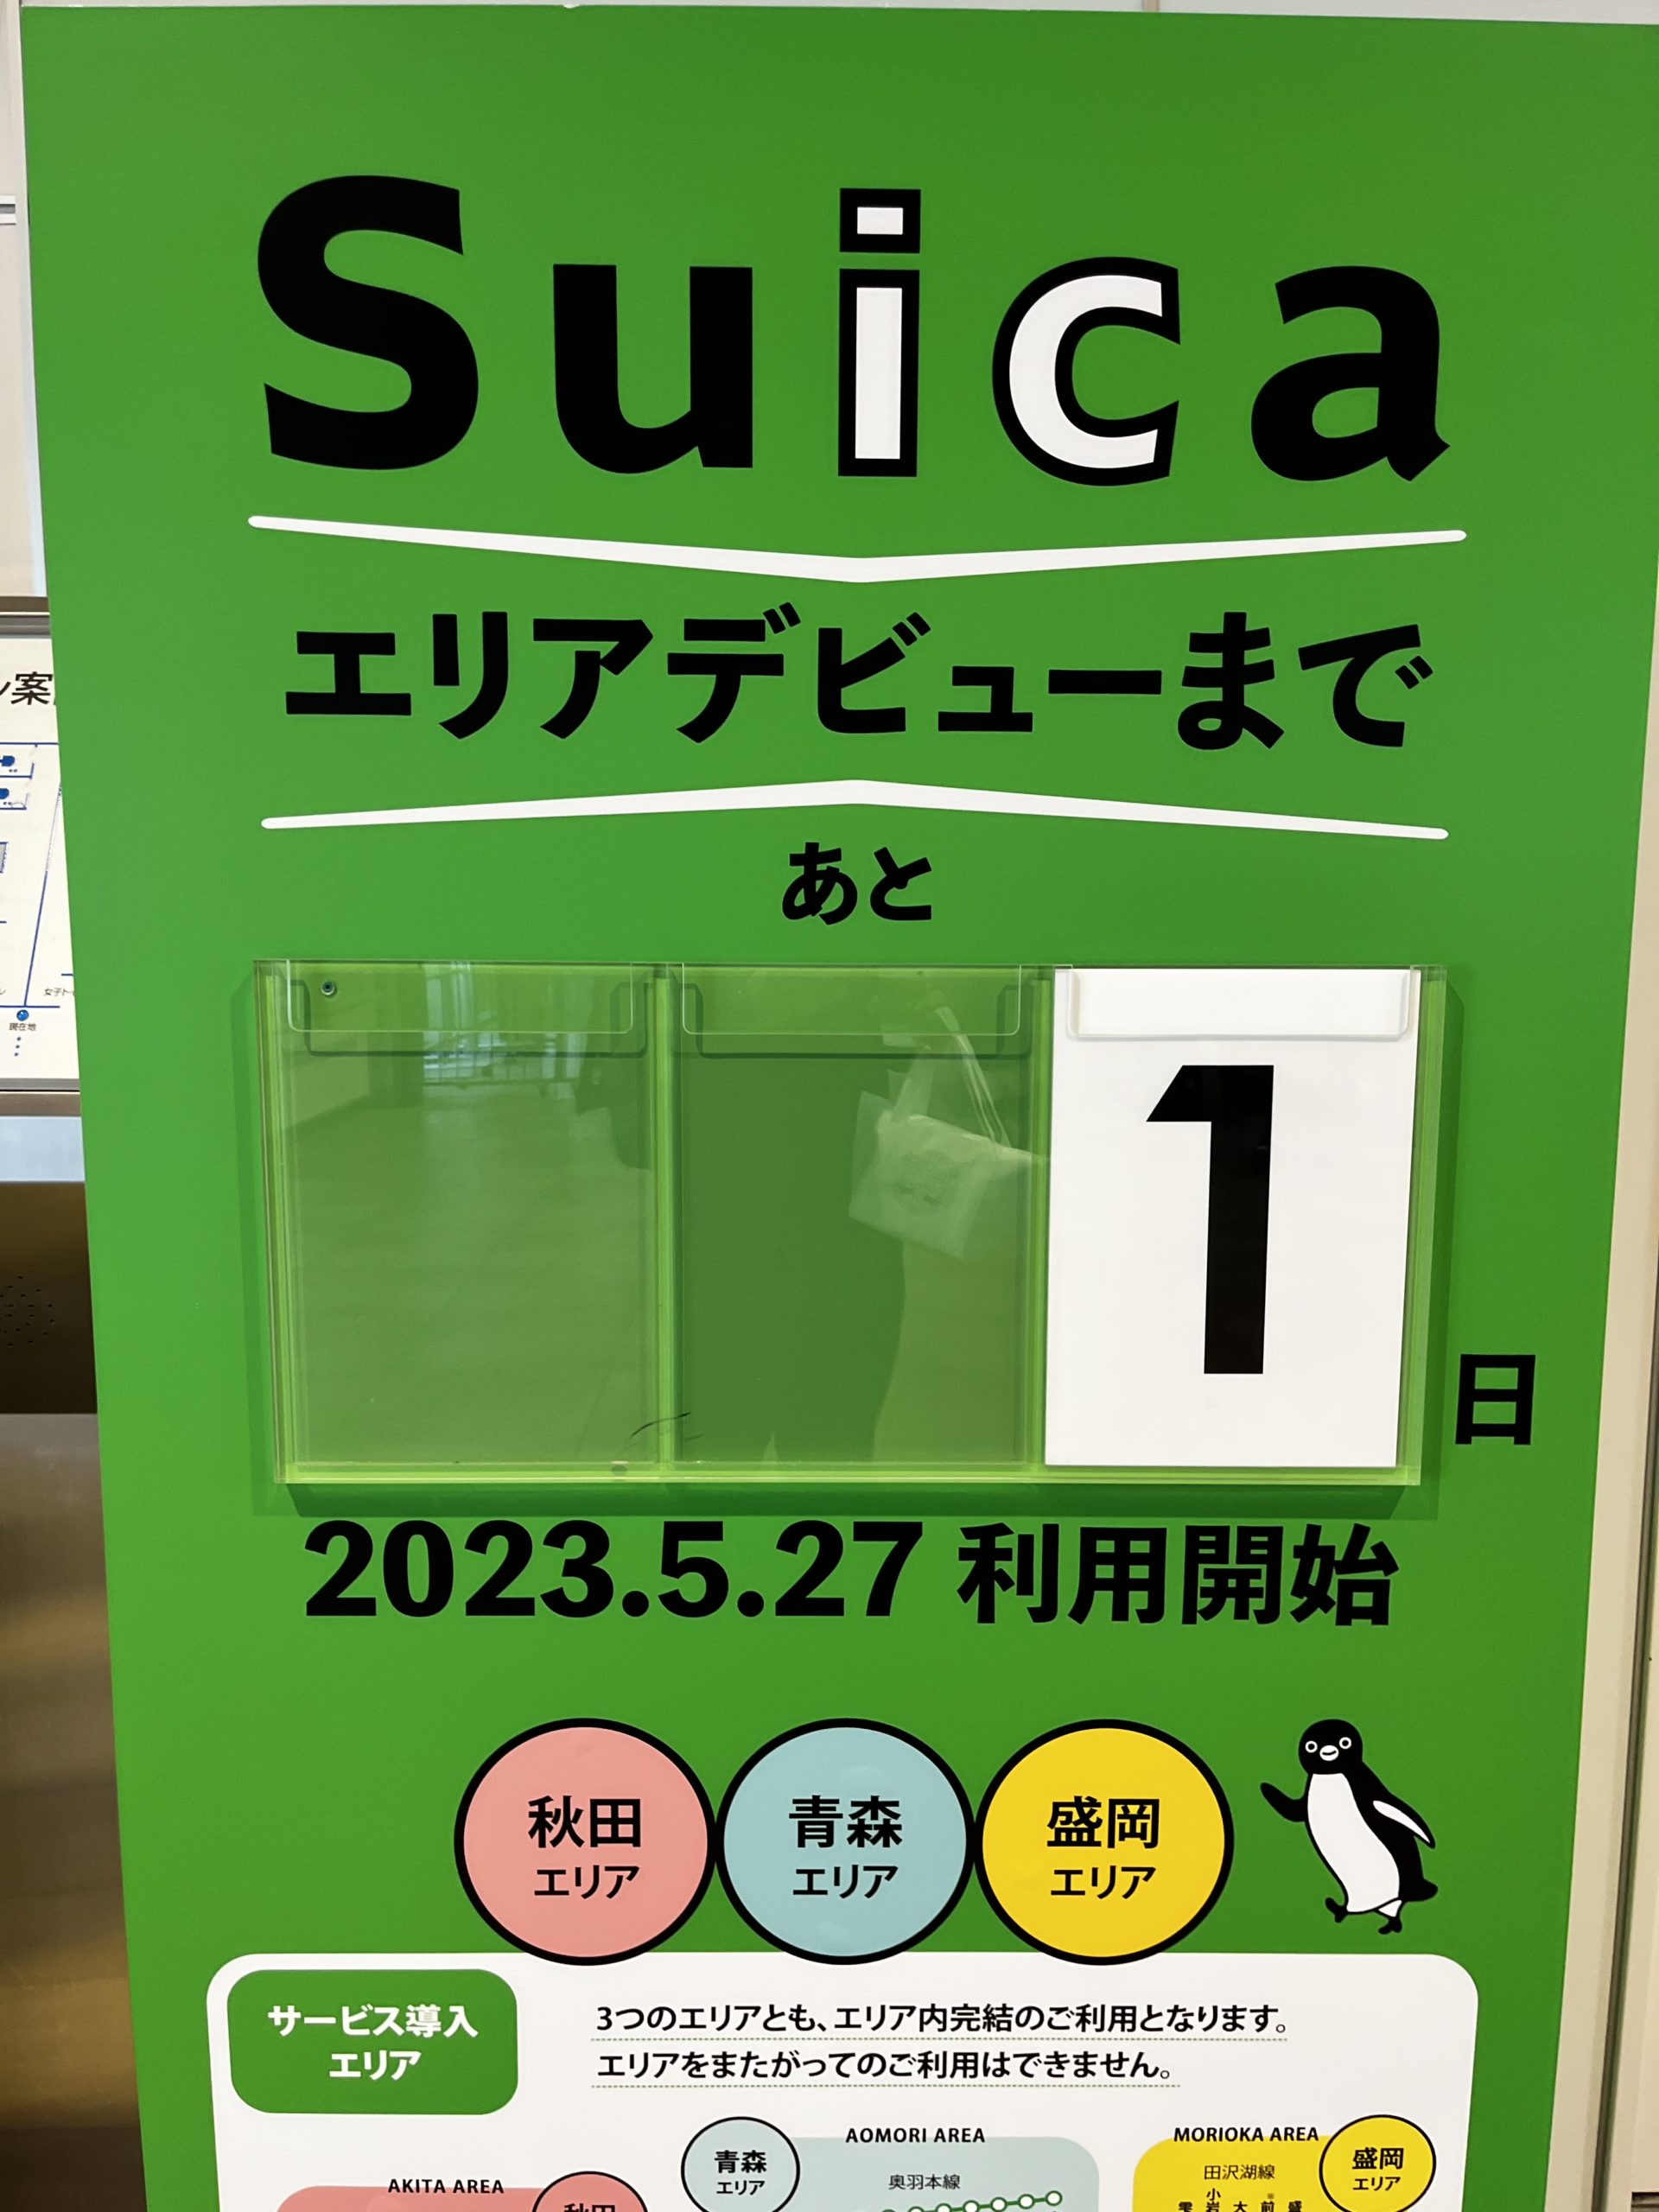 Suica
エリアデビューまで
あと
1
日
2023.5.27 利用開始
秋田
エリア
青森
エリア
盛岡
エリア
サービス導入
エリア
3つのエリアとも、エリア内完結のご利用となります。
エリアをまたがってのご利用はできません。
AKITA AREA
秋田
青森
エリア
AOMORI AREA
奥羽本線
MORIOKA AREA
田沢湖線
盛岡
エリア
現在地